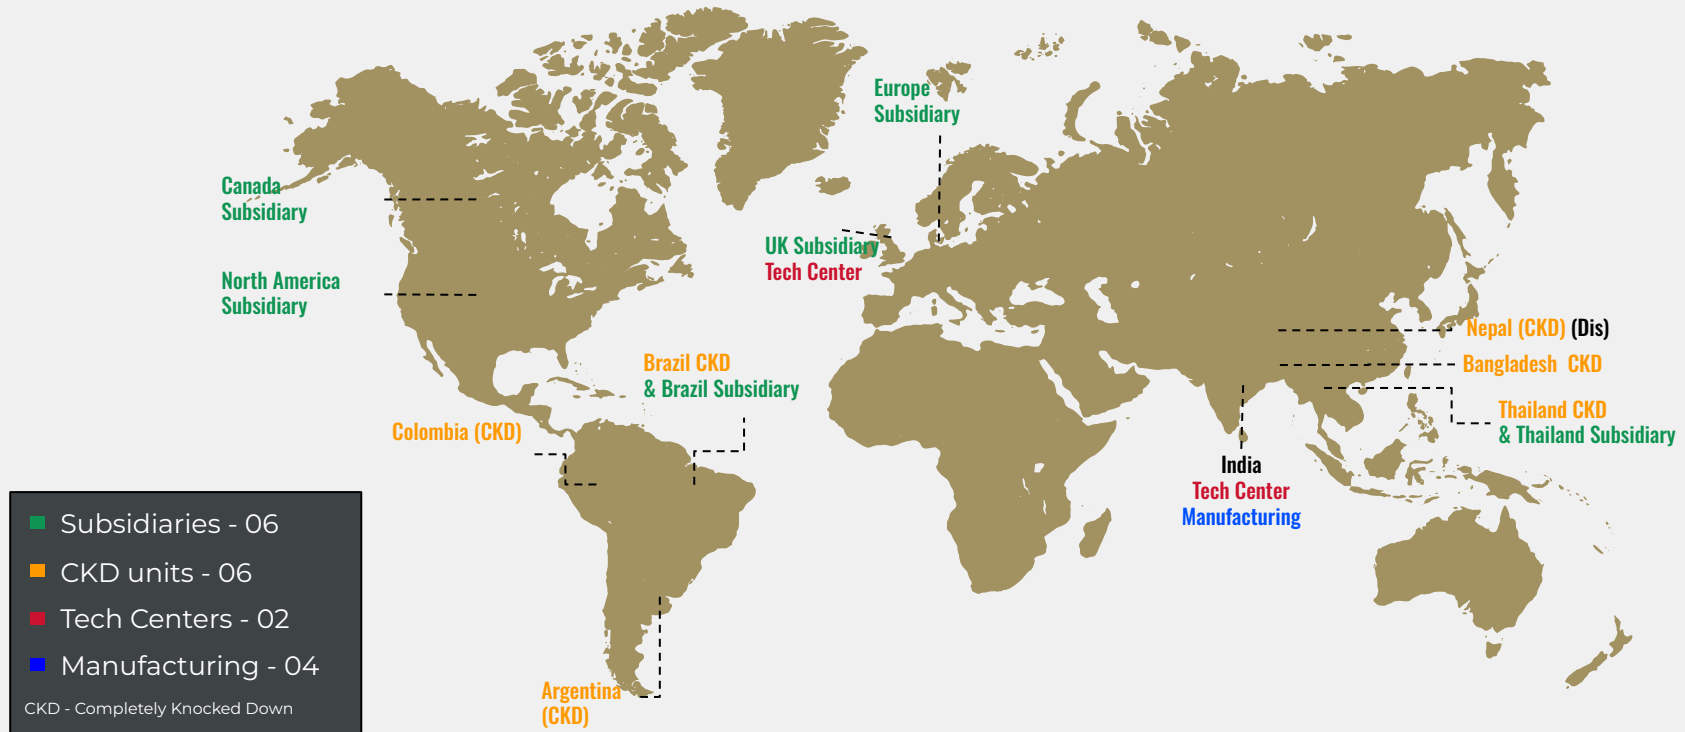 Europe
Subsidiary
Canada
Subsidiary
UK Subsidiary
Tech Center
North America
Subsidiary
Nepal (CKD) (Dis)
Bangladesh  CKD
Brazil CKD
& Brazil Subsidiary
Thailand CKD
& Thailand Subsidiary
Colombia (CKD)
India
Tech Center
Manufacturing
Subsidiaries - 06
CKD units - 06
Tech Centers - 02
Manufacturing - 04
CKD - Completely Knocked Down
Argentina
(CKD)